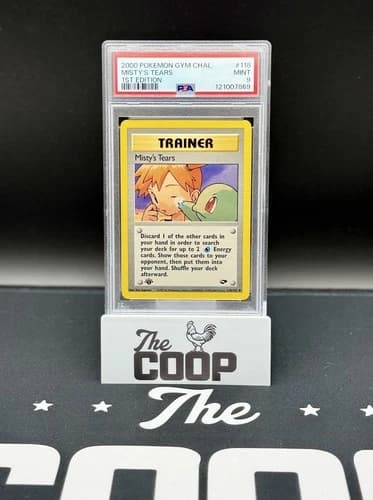 2000 POKEMON GYM CHAL. #118
MISTY'S TEARS MINT
1ST EDITION 9
PSA 121007869
TRAINER
Misty's Tears
Discard 1 of the other cards in
your hand in order to search
your deck for up to 2 Energy
cards. Show those cards to your
opponent, then put them into
your hand. Shuffle your deck
afterward.
The
COOP
The
COOP